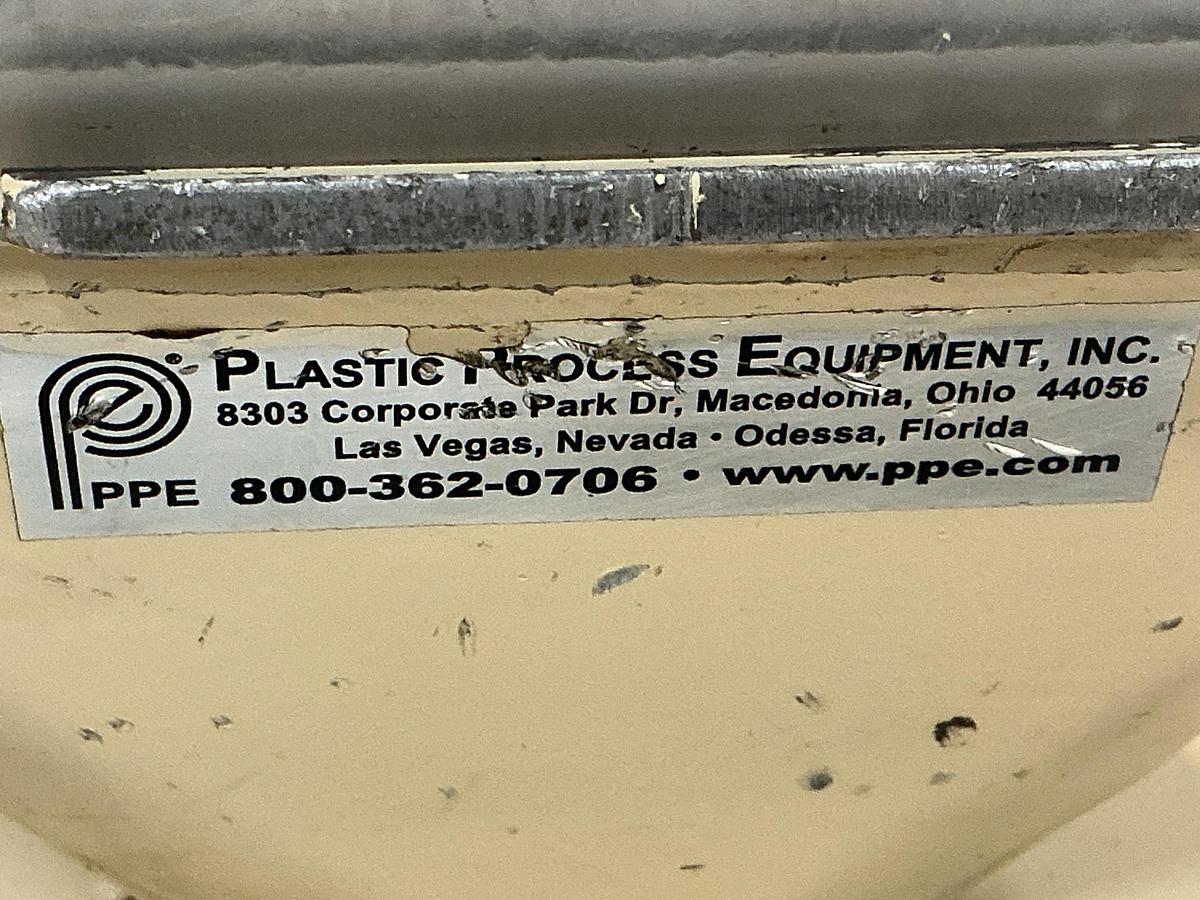 PLASTIC PROCESS EQUIPMENT, INC.
8303 Corporate Park Dr, Macedonia, Ohio 44056
Las Vegas, Nevada • Odessa, Florida
PPE 800-362-0706 • www.ppe.com